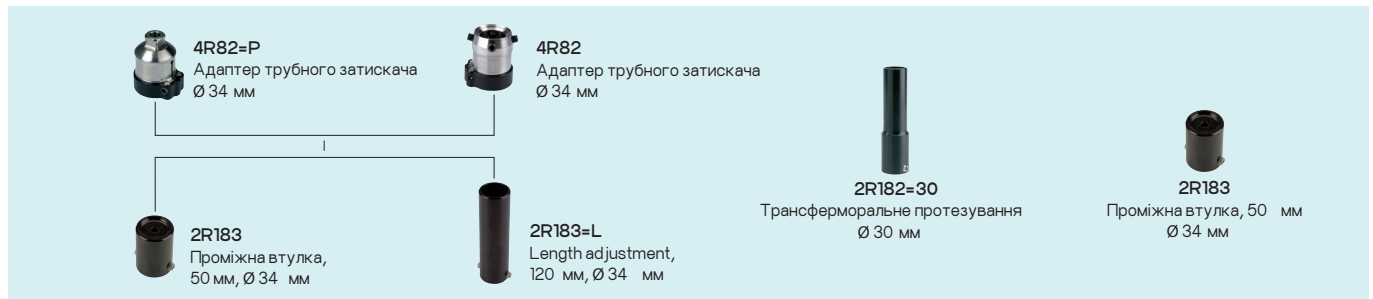 4R82=P
Адаптер трубного затискача
Ø 34 мм
4R82
Адаптер трубного затискача
Ø 34 мм
2R183
Проміжна втулка,
50 мм, Ø 34 мм
2R183=L
Length adjustment,
120 мм, Ø 34 мм
2R182=30
Трансферморальне протезування
Ø 30 мм
2R183
Проміжна втулка, 50 мм
Ø 34 мм